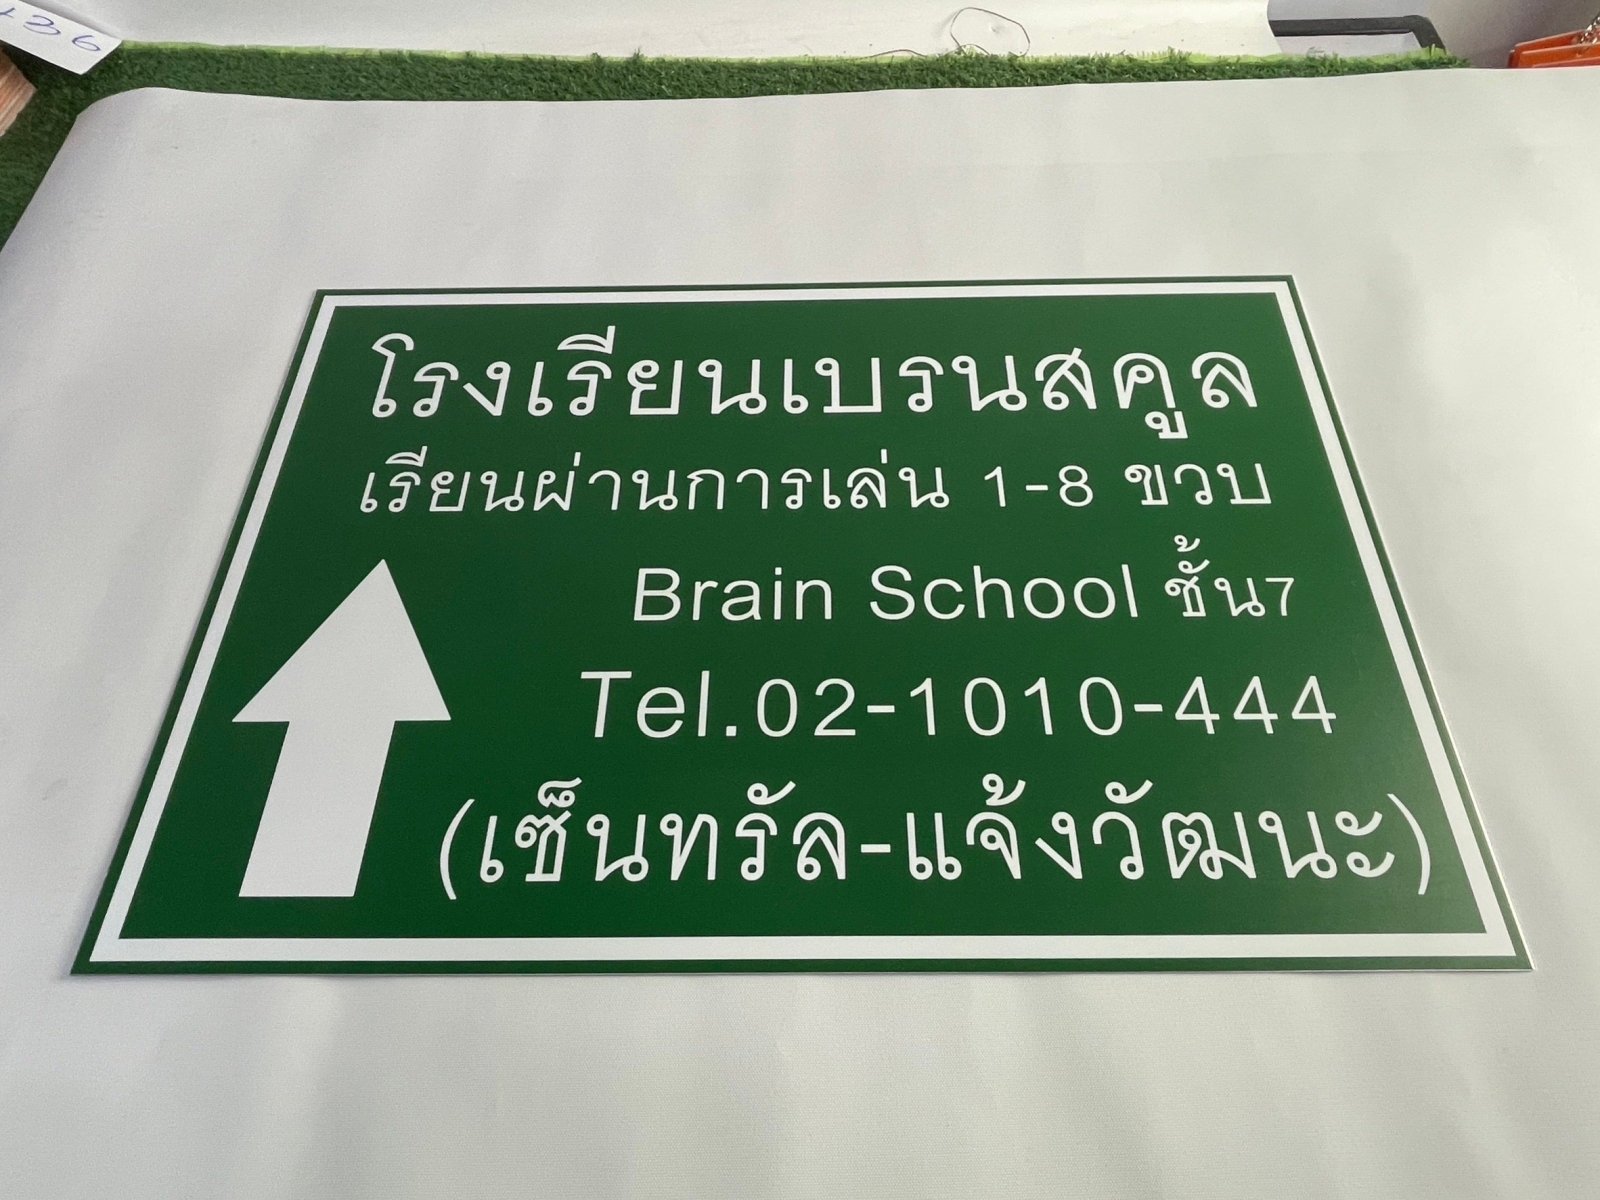 โรงเรียนเบรนสคูล
เรียนผ่านการเล่น 1-8 ขวบ
Brain School ชั้น7
Tel.02-1010-444
(เซ็นทรัล-แจ้งวัฒนะ)